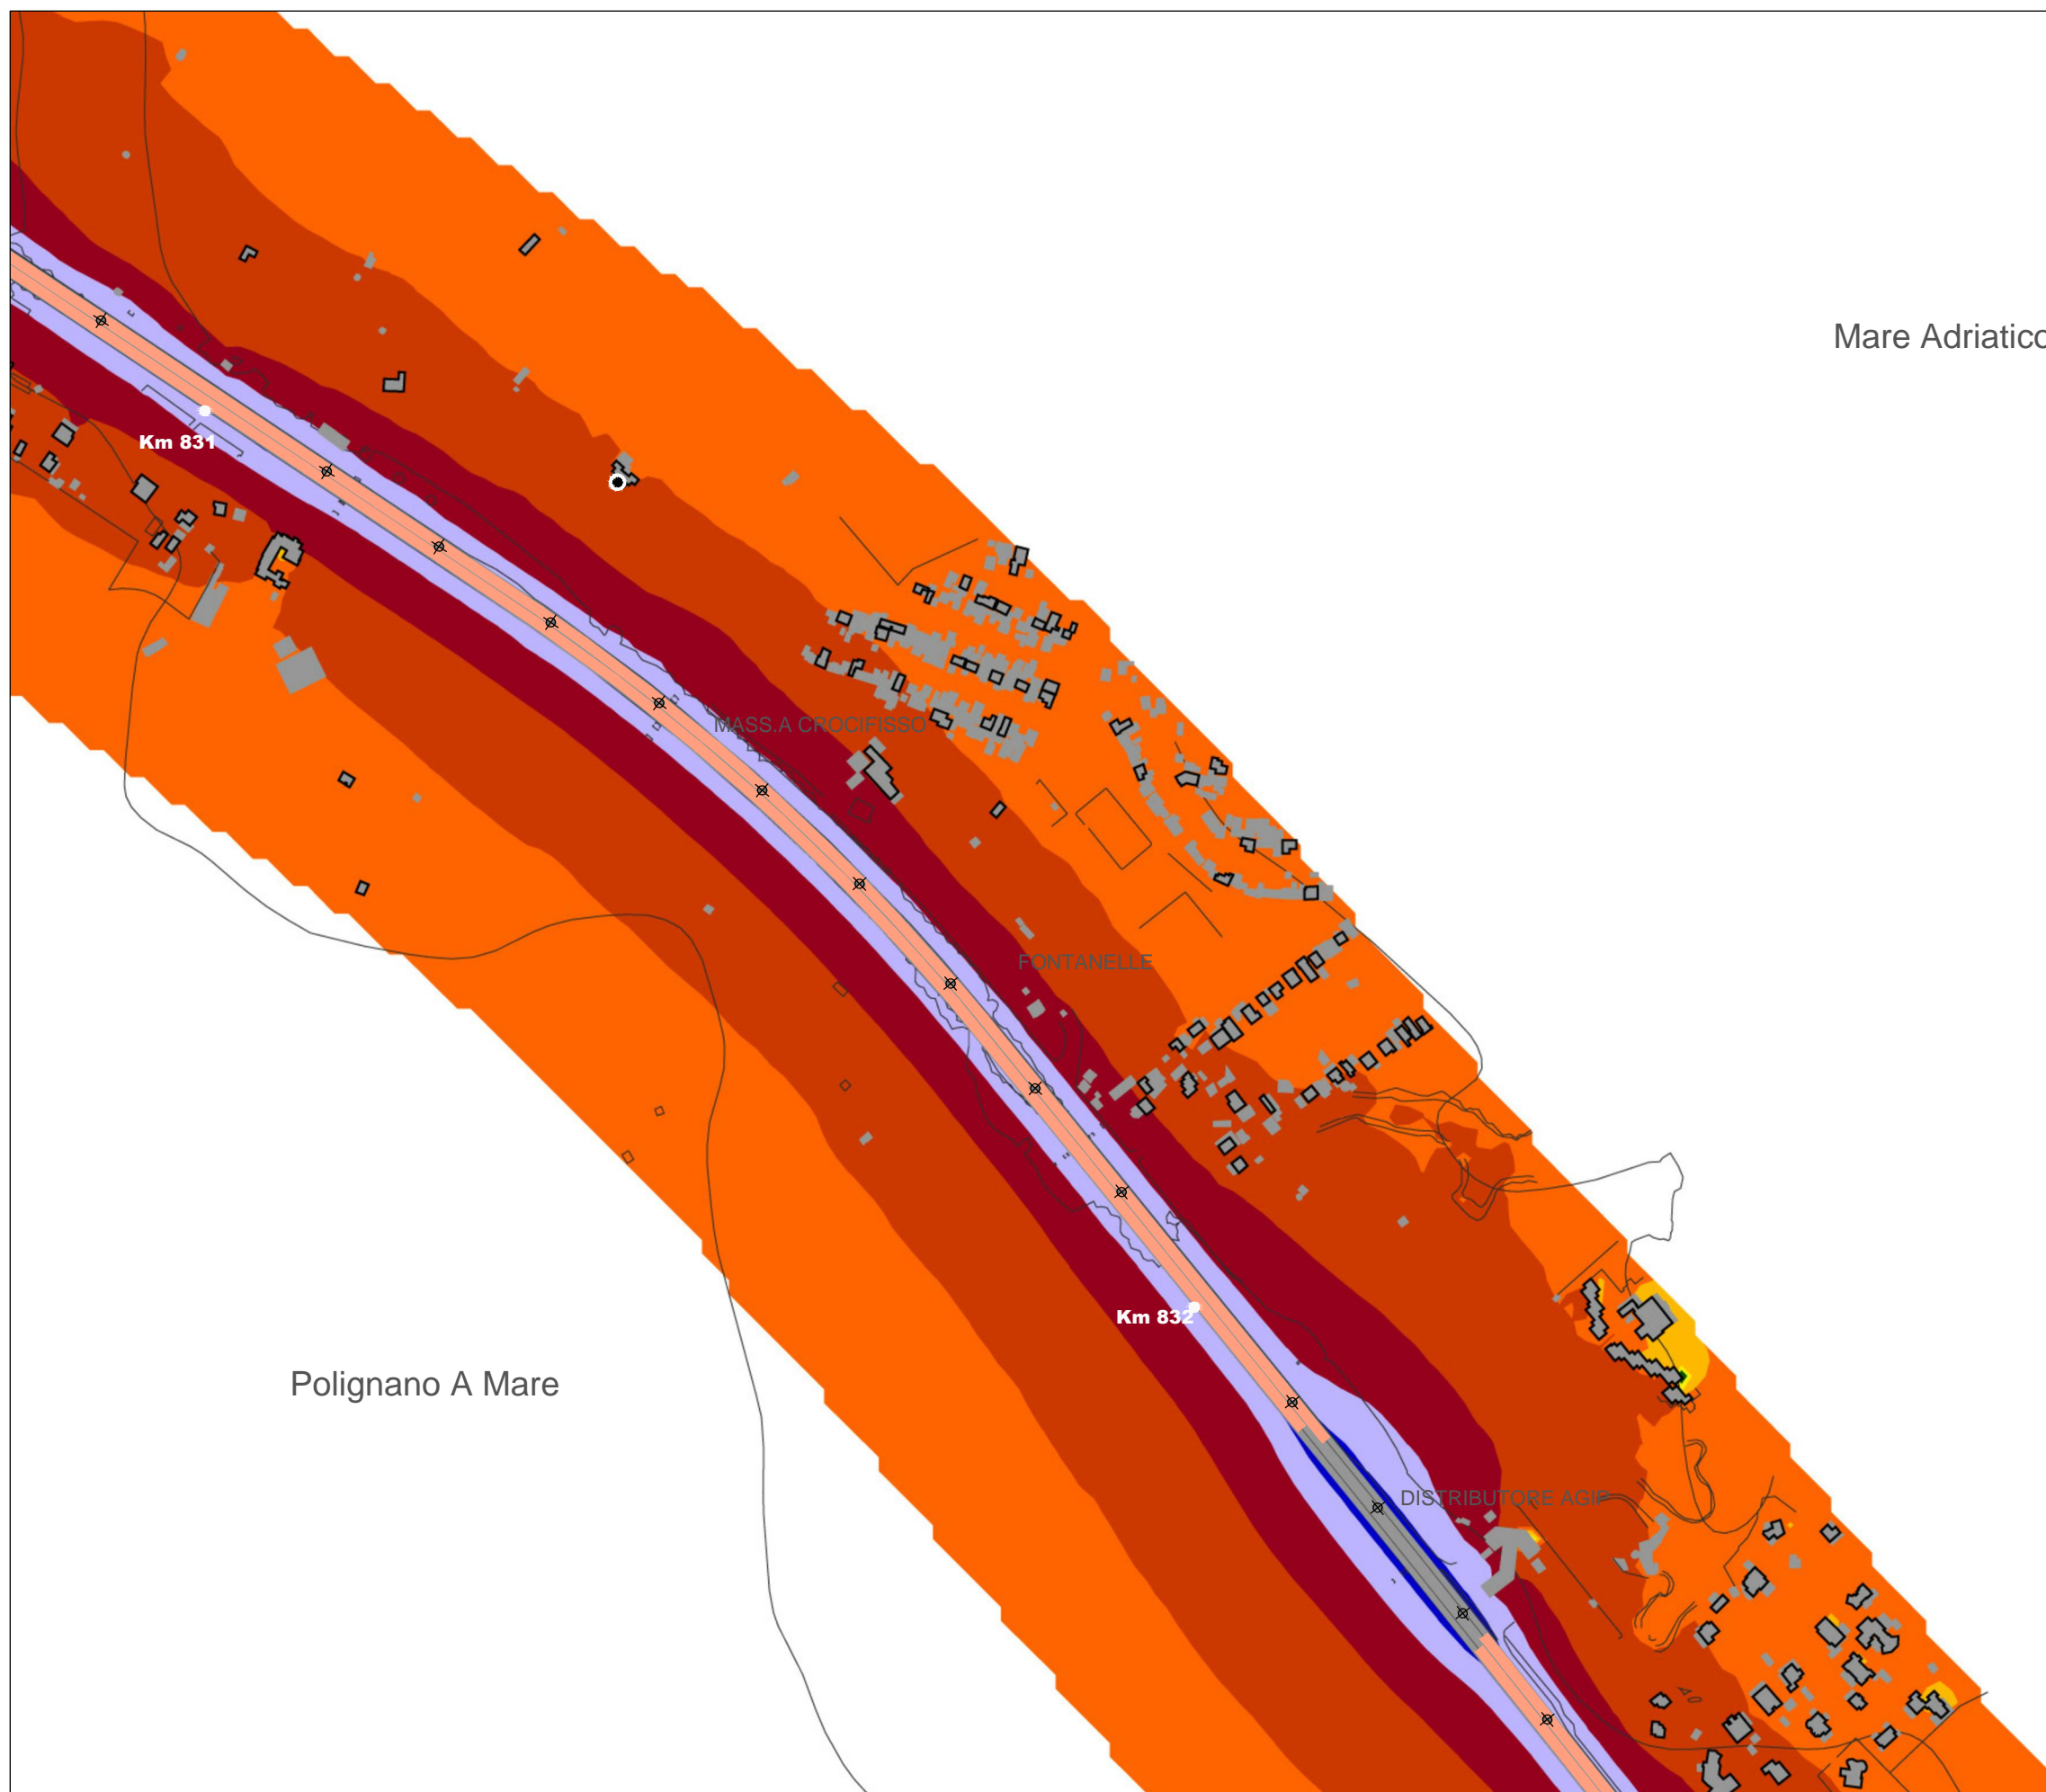 Mare Adriatico
Km 831
MASS.A CROCIFISSO
FONTANELLE
Km 832
Polignano A Mare
DISTRIBUTORE AGIP